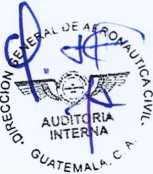 DIRECCION GENERAL DE AERONAUTICA CIVIL.
AUDITORIA
INTERNA
GUATEMALA, C. A.